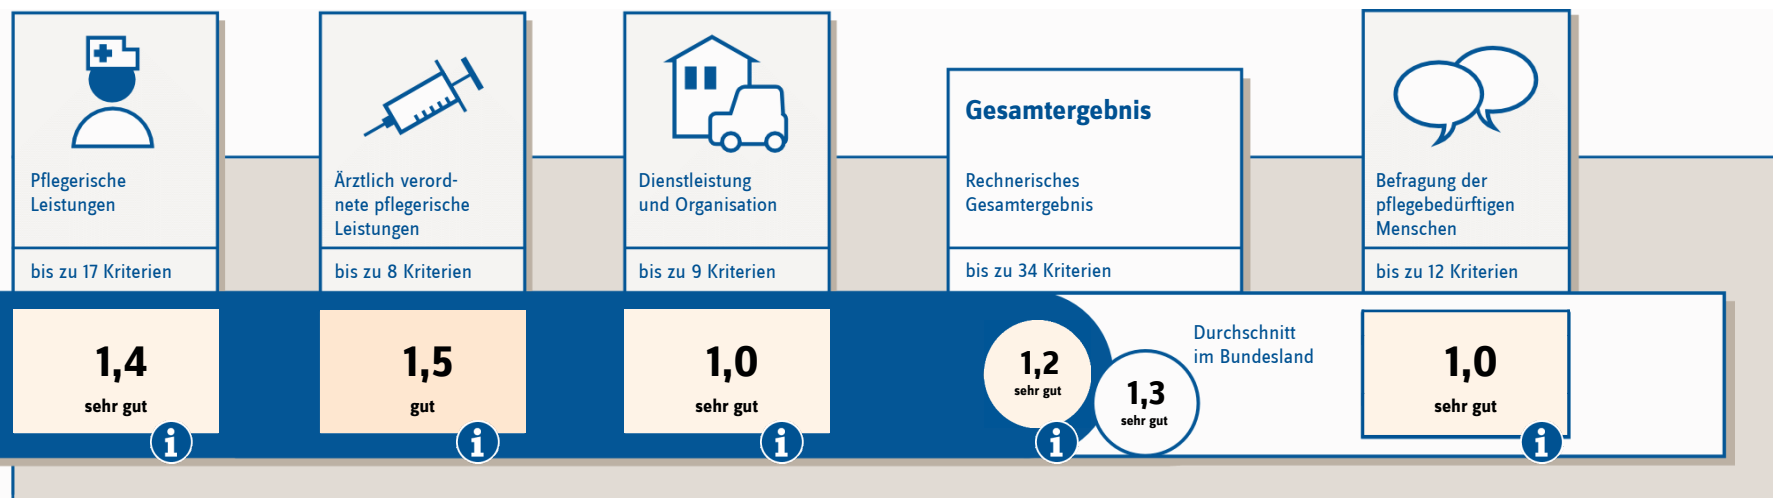 Pflegerische
Leistungen
bis zu 17 Kriterien
1,4
sehr gut
i
Ärztlich verord-
nete pflegerische
Leistungen
bis zu 8 Kriterien
1,5
gut
i
Dienstleistung
und Organisation
bis zu 9 Kriterien
1,0
sehr gut
i
Gesamtergebnis
Rechnerisches
Gesamtergebnis
bis zu 34 Kriterien
1,2
sehr gut
i
1,3
sehr gut
Durchschnitt
im Bundesland
Befragung der
pflegebedürftigen
Menschen
bis zu 12 Kriterien
1,0
sehr gut
i